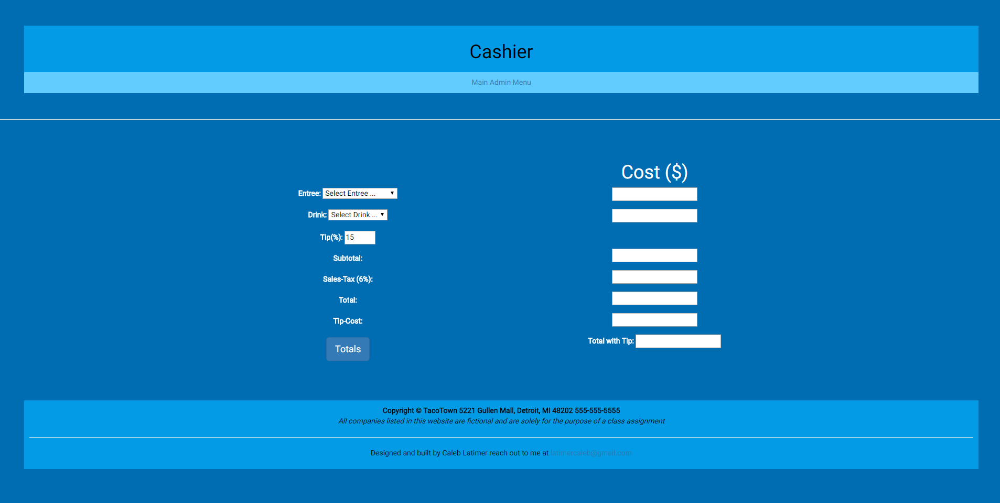 Cashier
Main Admin Menu
Cost ($)
Entree: Select Entree ...
Drink: Select Drink ...
Tip(%): 15
Subtotal:
Sales-Tax (6%):
Total:
Tip-Cost:
Total with Tip:
Totals
Copyright © TacoTown 5221 Gullen Mall, Detroit, MI 48202 555-555-5555
All companies listed in this website are fictional and are solely for the purpose of a class assignment
Designed and built by Caleb Latimer reach out to me at latimercaleb@gmail.com